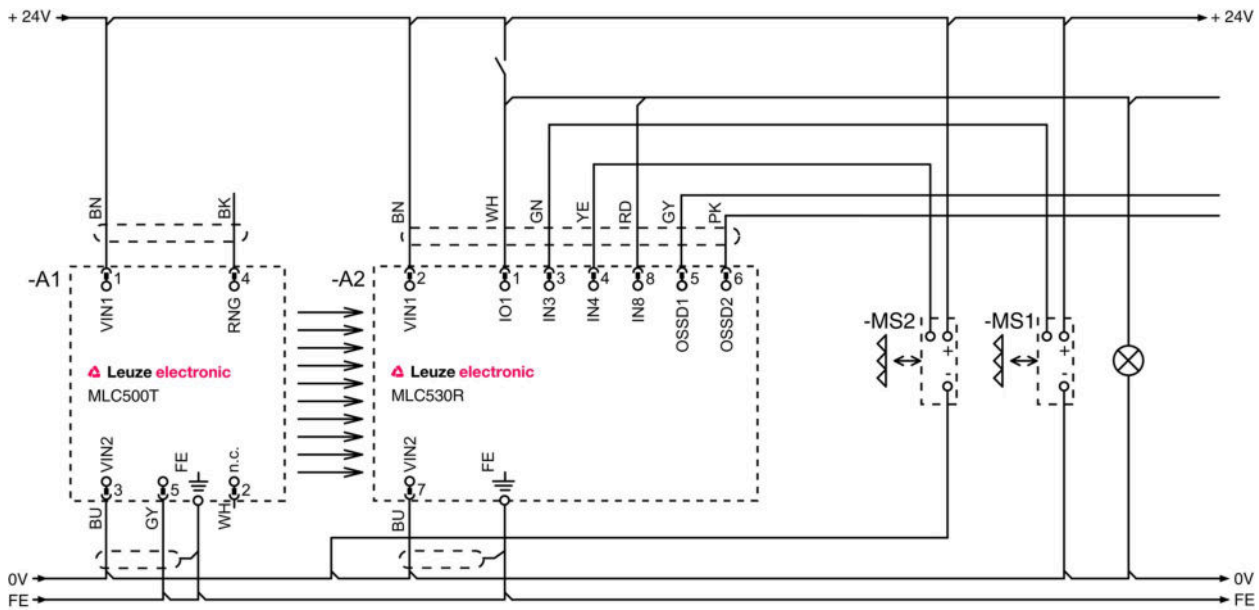 + 24V
+ 24V
BN
BK
BN
WH
GN
YE
RD
GY
PK
-A1
1
4
-A2
2
1
3
4
8
5
6
VIN1
RNG
VIN1
IO1
IN3
IN4
IN8
OSSD1
OSSD2
-MS2
-MS1
+
-
+
-
Leuze electronic
MLC500T
Leuze electronic
MLC530R
VIN2
FE
n.c.
VIN2
FE
3
5
2
7
BU
GY
WH
BU
0V
0V
FE
FE